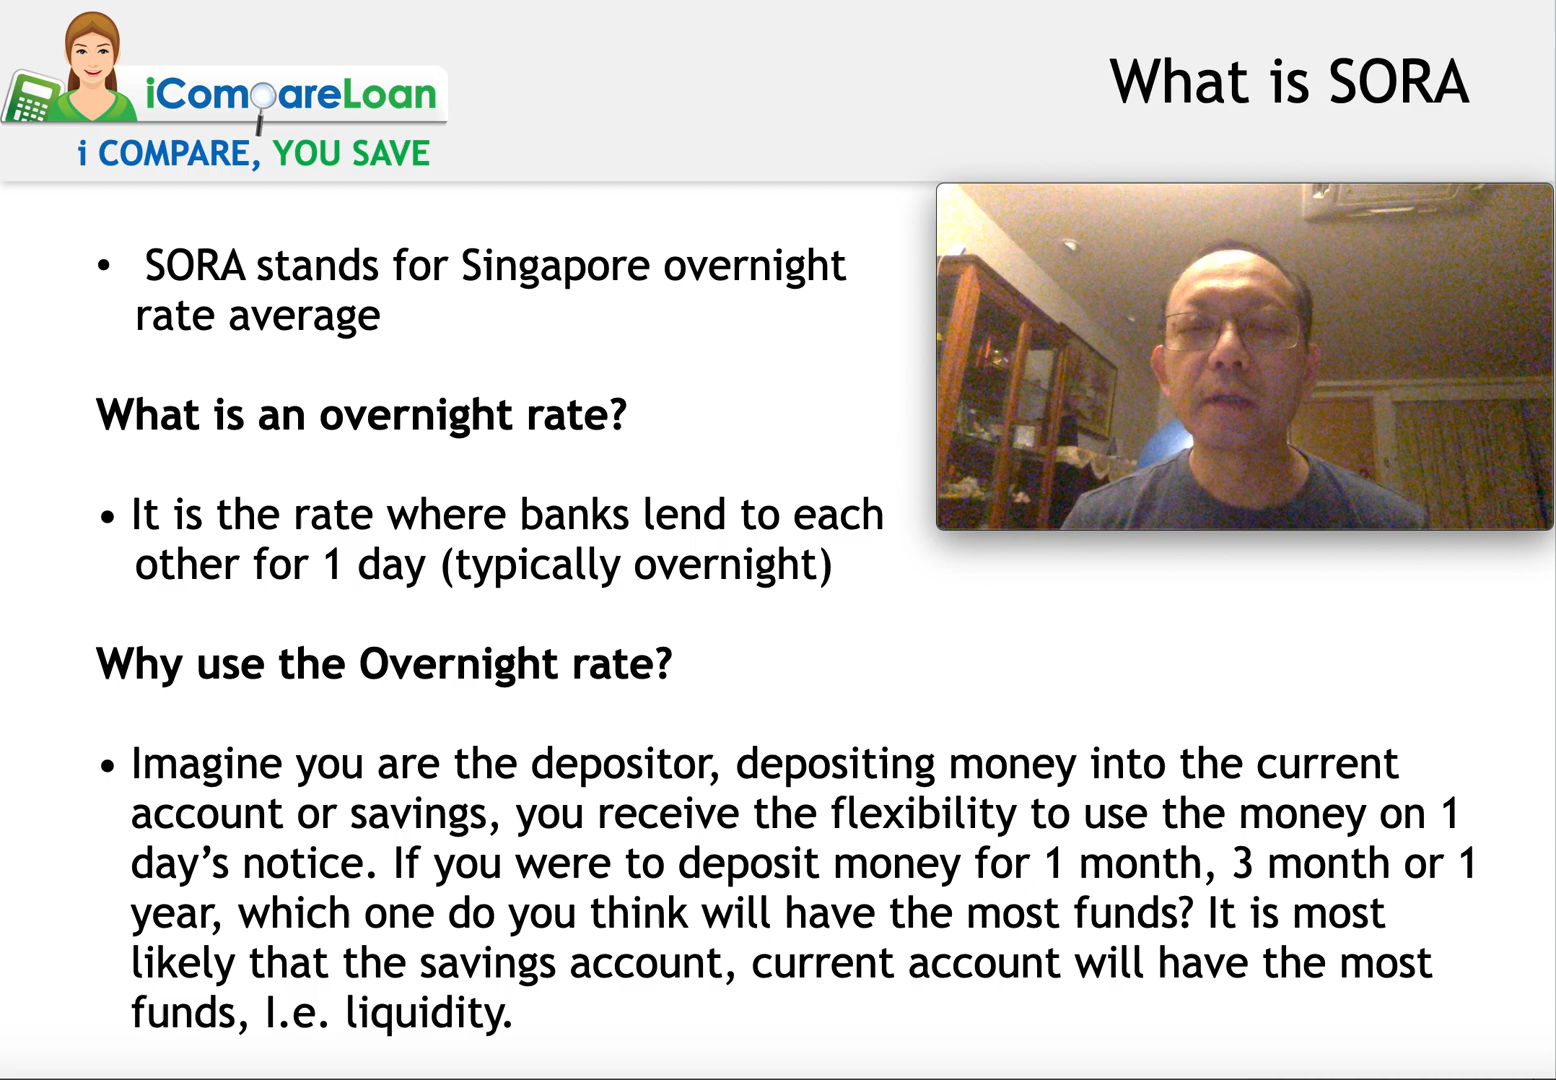 iCompareLoan
i COMPARE, YOU SAVE
What is SORA
• SORA stands for Singapore overnight
rate average
What is an overnight rate?
• It is the rate where banks lend to each
other for 1 day (typically overnight)
Why use the Overnight rate?
• Imagine you are the depositor, depositing money into the current
account or savings, you receive the flexibility to use the money on 1
day’s notice. If you were to deposit money for 1 month, 3 month or 1
year, which one do you think will have the most funds? It is most
likely that the savings account, current account will have the most
funds, I.e. liquidity.